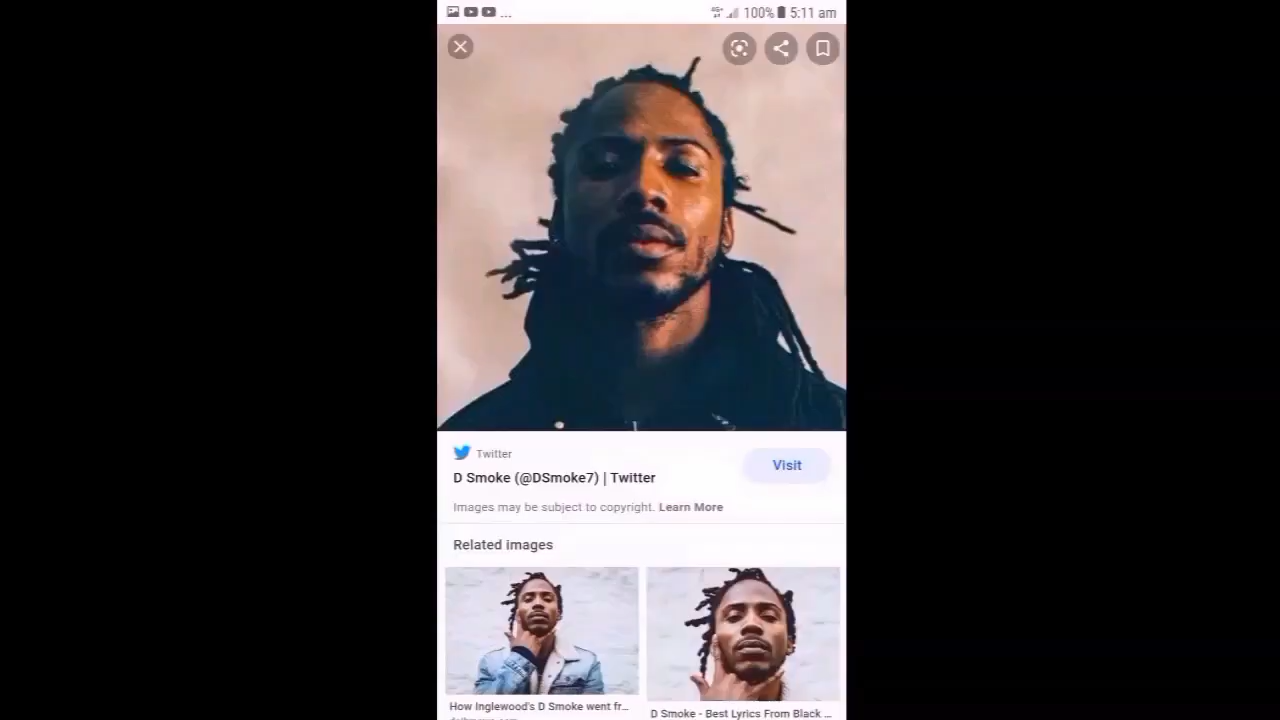 ... 4G+ 100% 5:11 am
Twitter
D Smoke (@DSmoke7) | Twitter
Visit
Images may be subject to copyright. Learn More
Related images
How Inglewood's D Smoke went fr...
D Smoke - Best Lyrics From Black ...